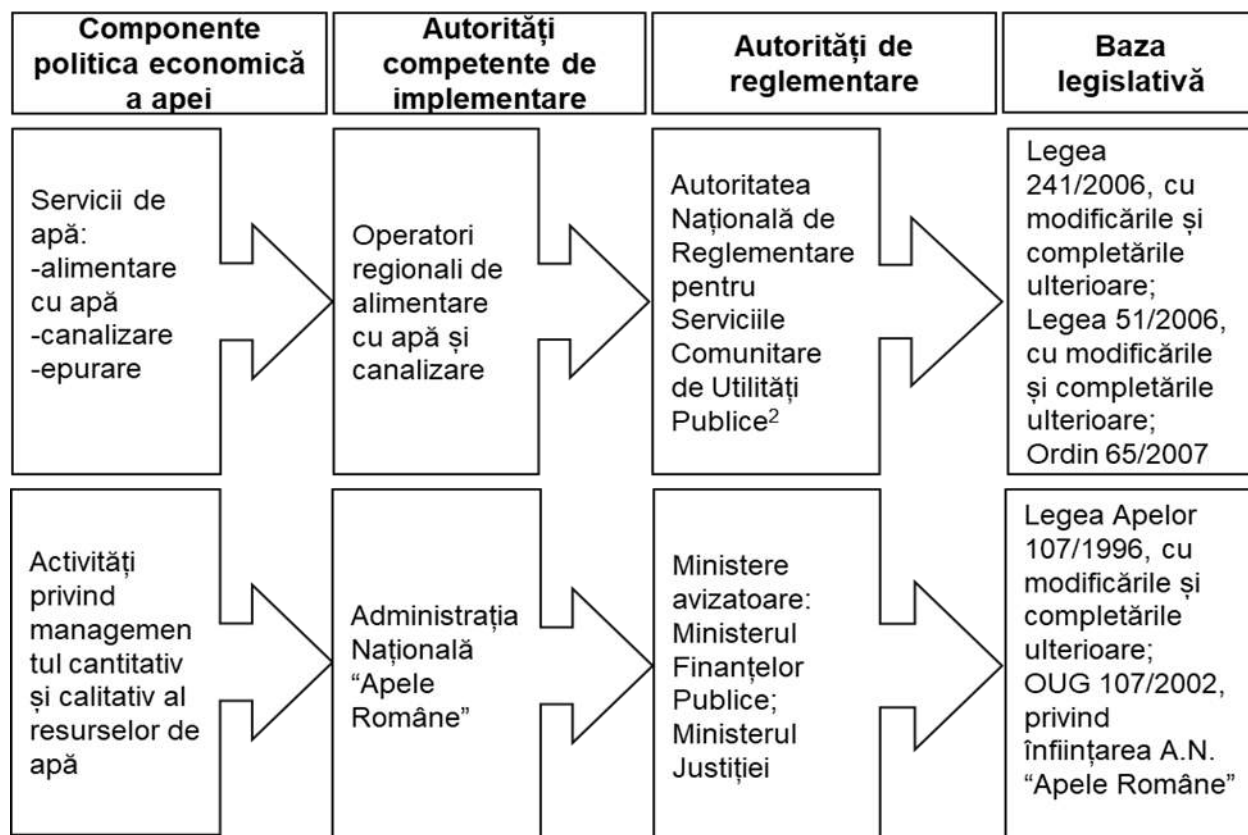 Componente
politica economică
a apei
Autorități
competente de
implementare
Autorități de
reglementare
Baza
legislativă
Servicii de
apă:
-alimentare
cu apă
-canalizare
-epurare
Operatori
regionali de
alimentare
cu apă și
canalizare
Autoritatea
Națională de
Reglementare
pentru
Serviciile
Comunitare
de Utilități
Publice²
Legea
241/2006, cu
modificările și
completările
ulterioare;
Legea 51/2006,
cu modificările
și completările
ulterioare;
Ordin 65/2007
Activități
privind
managemen
tul cantitativ
și calitativ al
resurselor de
apă
Administrația
Națională
“Apele
Române”
Ministere
avizatoare:
Ministerul
Finanțelor
Publice;
Ministerul
Justiției
Legea Apelor
107/1996, cu
modificările și
completările
ulterioare;
OUG 107/2002,
privind
înființarea A.N.
“Apele Române”